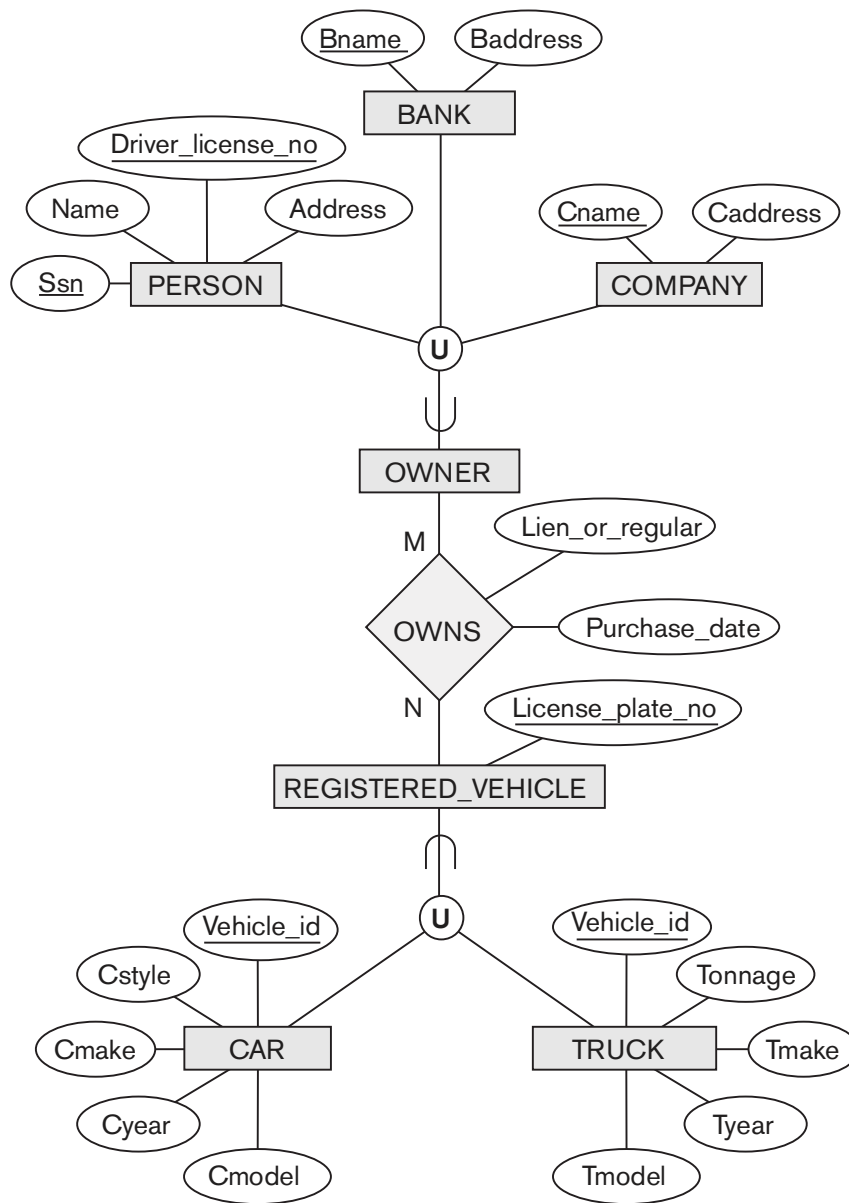 Bname
Baddress
BANK
Driver_license_no
Name
Address
Cname
Caddress
Ssn
PERSON
COMPANY
U
OWNER
M
Lien_or_regular
OWNS
Purchase_date
N
License_plate_no
REGISTERED_VEHICLE
U
Vehicle_id
Vehicle_id
Cstyle
Tonnage
Cmake
CAR
TRUCK
Tmake
Cyear
Tyear
Cmodel
Tmodel